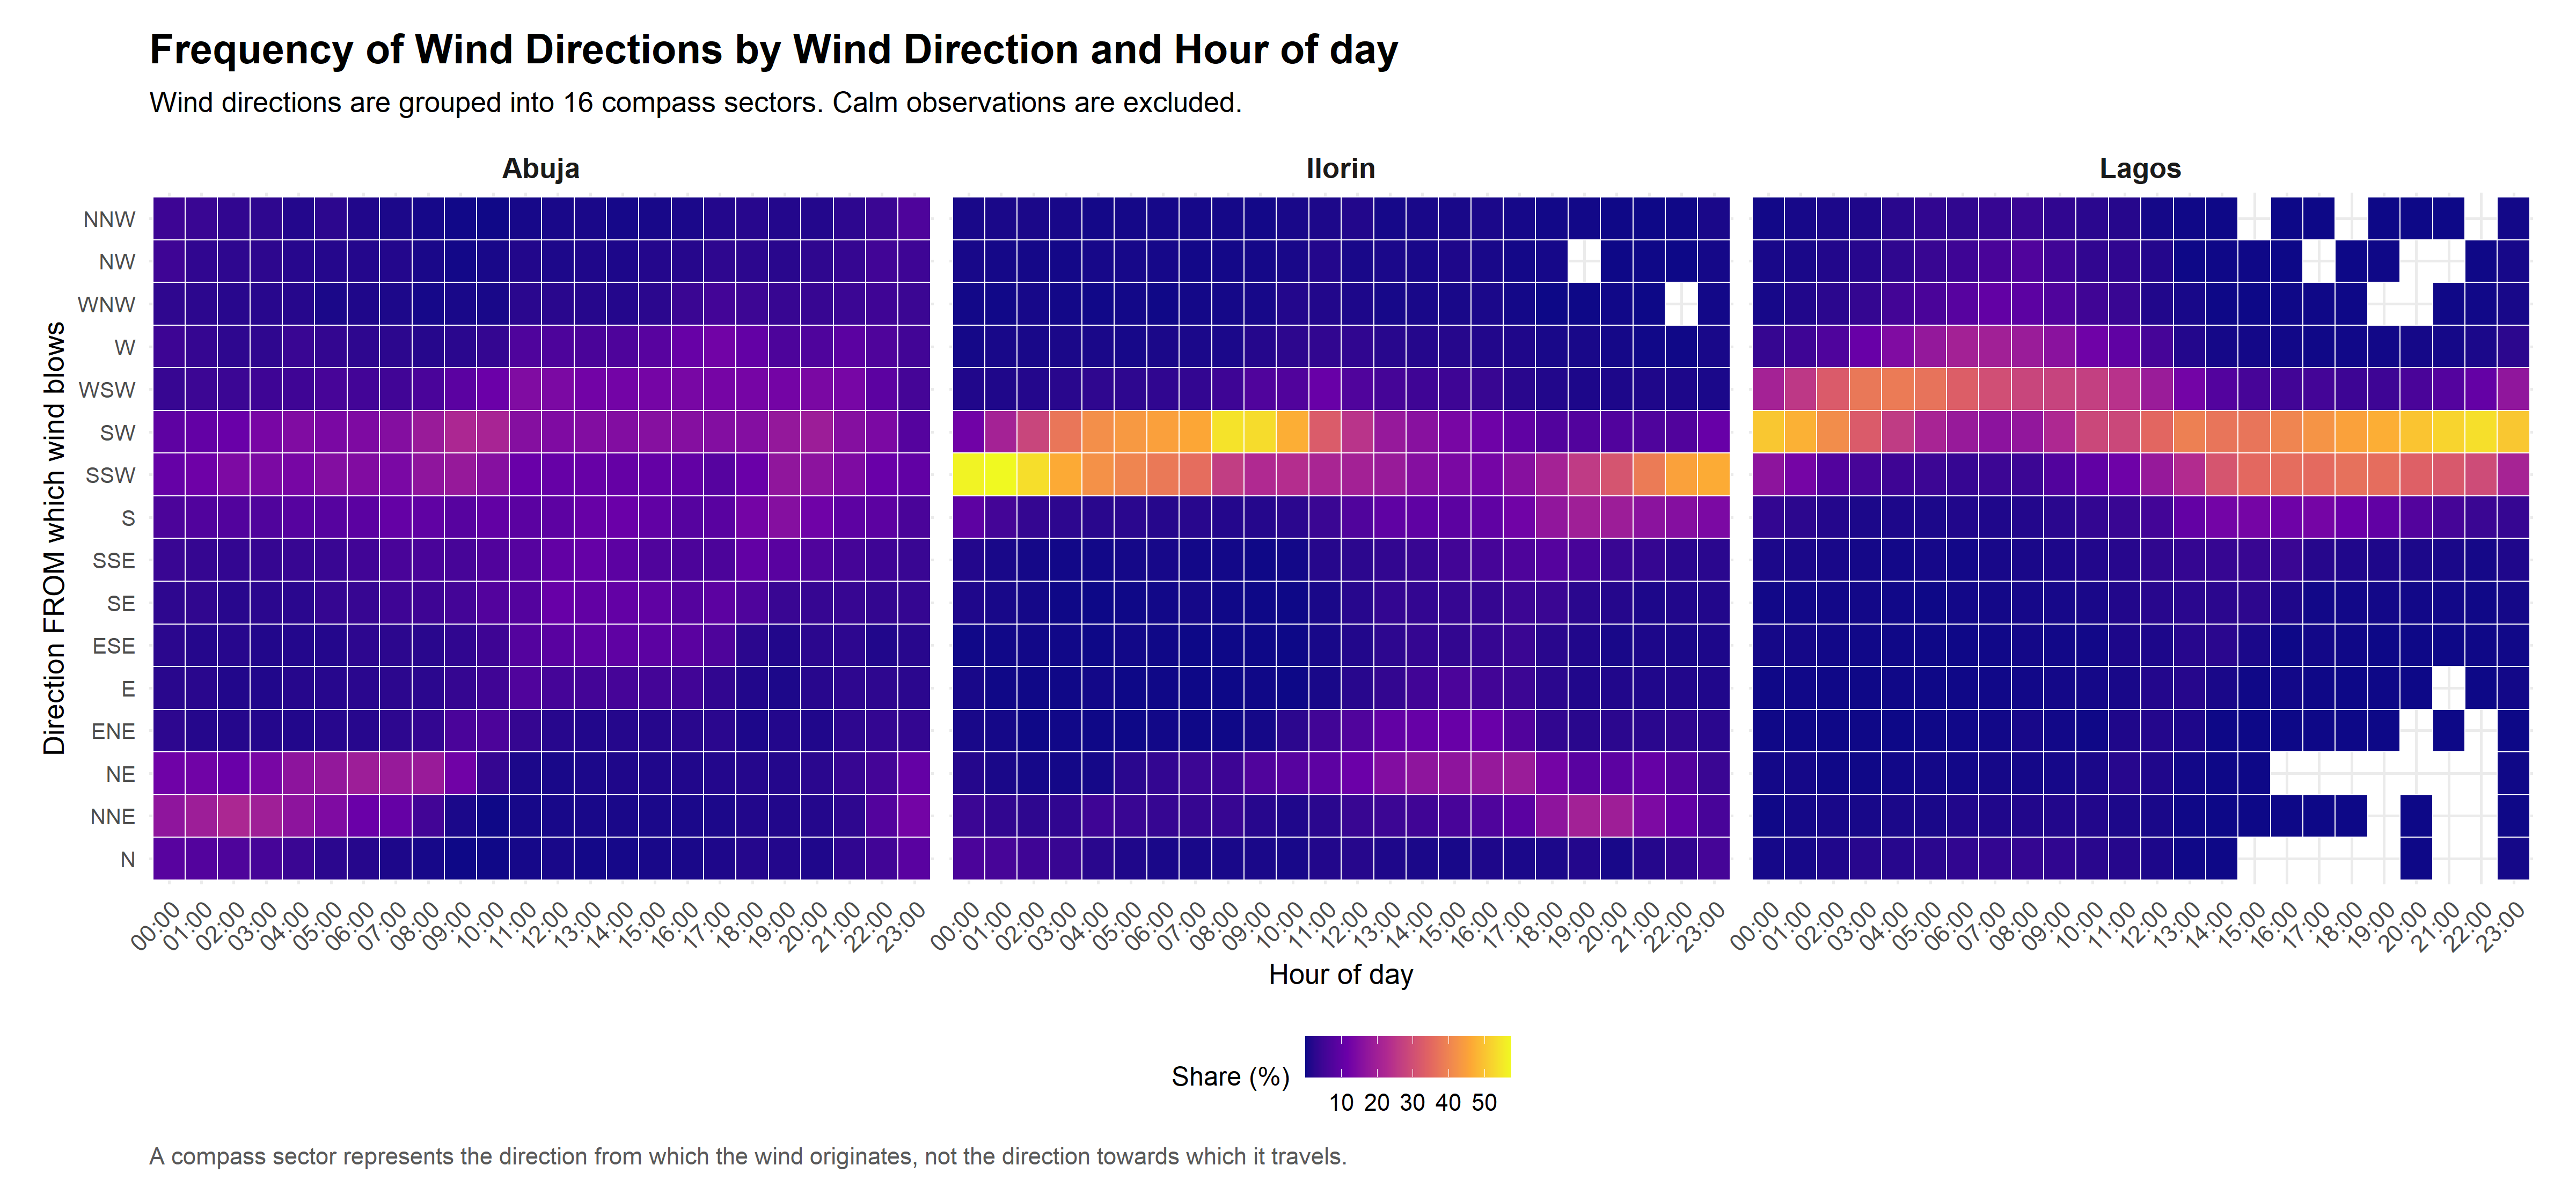 Frequency of Wind Directions by Wind Direction and Hour of day
Wind directions are grouped into 16 compass sectors. Calm observations are excluded.
Abuja
Ilorin
Lagos
Direction FROM which wind blows
NNW
NW
WNW
W
WSW
SW
SSW
S
SSE
SE
ESE
E
ENE
NE
NNE
N
00:00 01:00 02:00 03:00 04:00 05:00 06:00 07:00 08:00 09:00 10:00 11:00 12:00 13:00 14:00 15:00 16:00 17:00 18:00 19:00 20:00 21:00 22:00 23:00
00:00 01:00 02:00 03:00 04:00 05:00 06:00 07:00 08:00 09:00 10:00 11:00 12:00 13:00 14:00 15:00 16:00 17:00 18:00 19:00 20:00 21:00 22:00 23:00
00:00 01:00 02:00 03:00 04:00 05:00 06:00 07:00 08:00 09:00 10:00 11:00 12:00 13:00 14:00 15:00 16:00 17:00 18:00 19:00 20:00 21:00 22:00 23:00
Hour of day
Share (%)
10 20 30 40 50
A compass sector represents the direction from which the wind originates, not the direction towards which it travels.